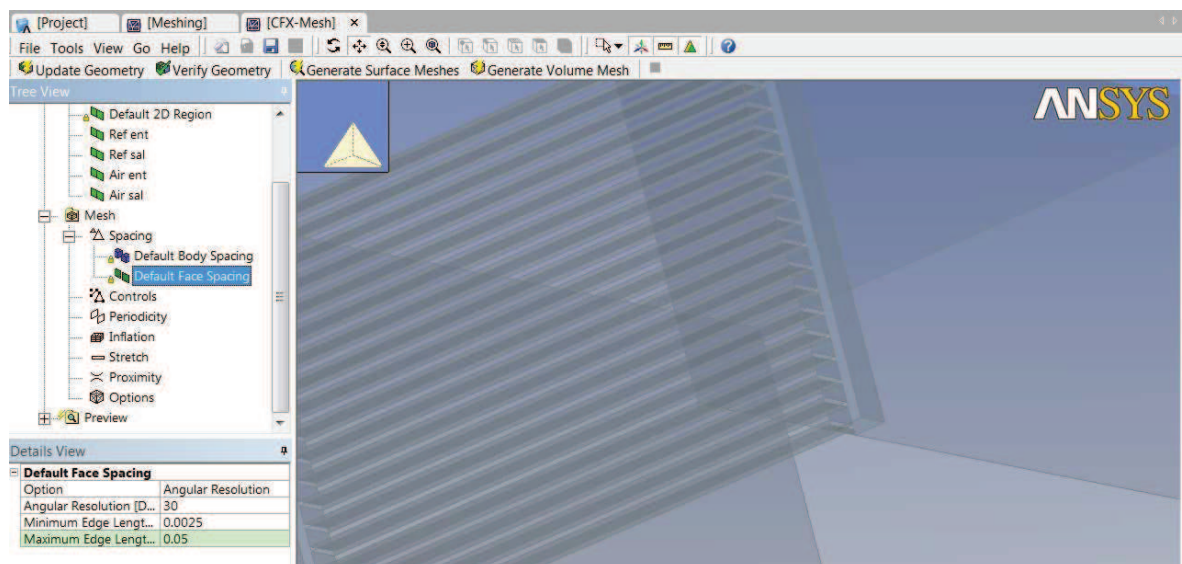 [Project] [Meshing] [CFX-Mesh] ×
File Tools View Go Help
Update Geometry Verify Geometry Generate Surface Meshes Generate Volume Mesh
Tree View
Default 2D Region
Ref ent
Ref sal
Air ent
Air sal
Mesh
Spacing
Default Body Spacing
Default Face Spacing
Controls
Periodicity
Inflation
Stretch
Proximity
Options
Preview
Details View
Default Face Spacing
Option Angular Resolution
Angular Resolution [D... 30
Minimum Edge Lengt... 0.0025
Maximum Edge Lengt... 0.05
ANSYS